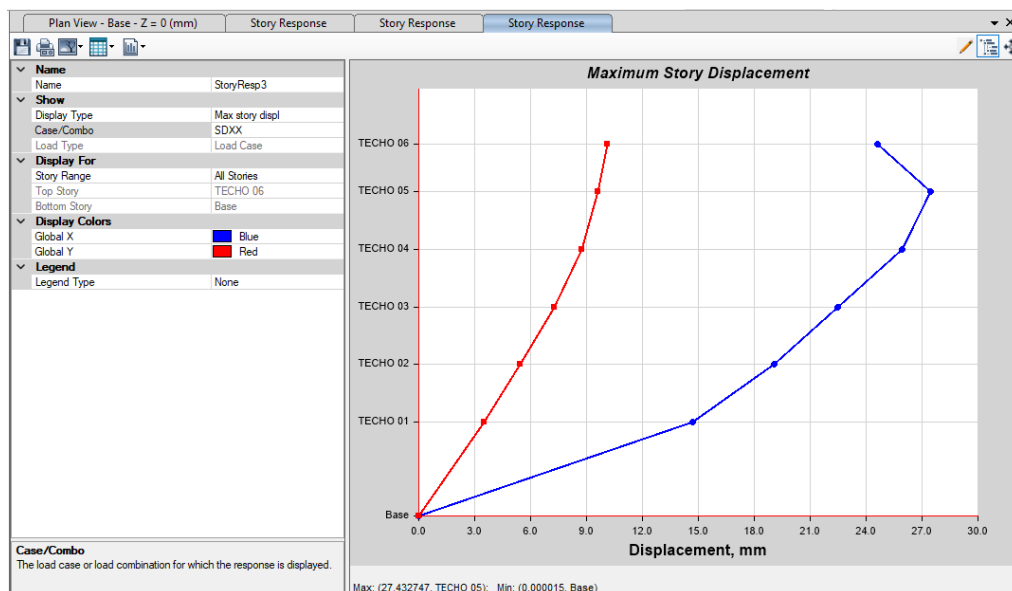 Plan View - Base - Z = 0 (mm)
Story Response
Story Response
Story Response
Name
Name StoryResp3
Show
Display Type Max story displ
Case/Combo SDXX
Load Type Load Case
Display For
Story Range All Stories
Top Story TECHO 06
Bottom Story Base
Display Colors
Global X Blue
Global Y Red
Legend
Legend Type None
Case/Combo
The load case or load combination for which the response is displayed.
Maximum Story Displacement
TECHO 06
TECHO 05
TECHO 04
TECHO 03
TECHO 02
TECHO 01
Base
0.0 3.0 6.0 9.0 12.0 15.0 18.0 21.0 24.0 27.0 30.0
Displacement, mm
Max: (27.432747, TECHO 05); Min: (0.000015, Base)